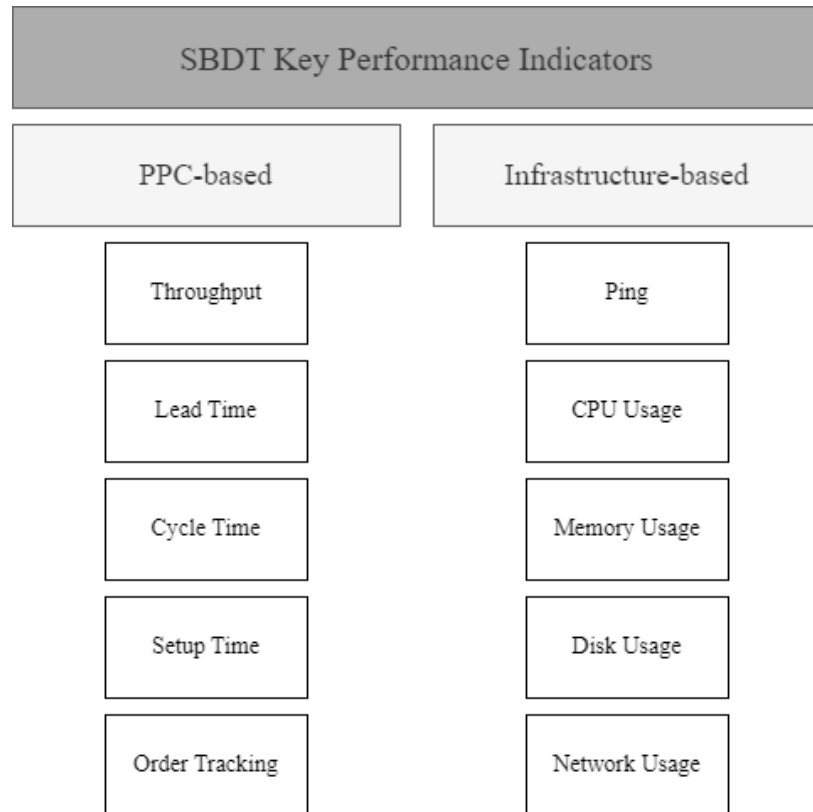 SBDT Key Performance Indicators
PPC-based
Infrastructure-based
Throughput
Ping
Lead Time
CPU Usage
Cycle Time
Memory Usage
Setup Time
Disk Usage
Order Tracking
Network Usage